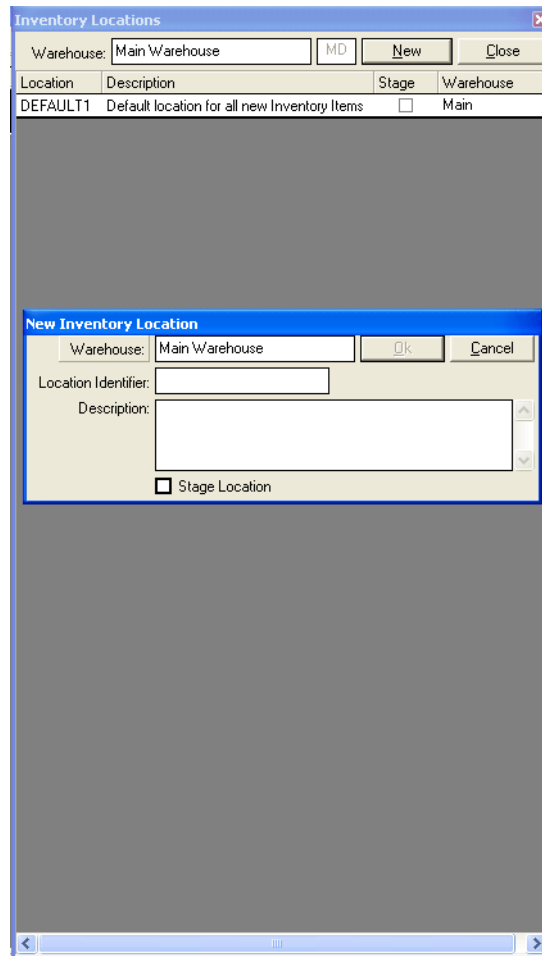 Inventory Locations
Warehouse: Main Warehouse MD New Close
Location Description Stage Warehouse
DEFAULT1 Default location for all new Inventory Items Main
New Inventory Location
Warehouse: Main Warehouse Ok Cancel
Location Identifier:
Description:
Stage Location